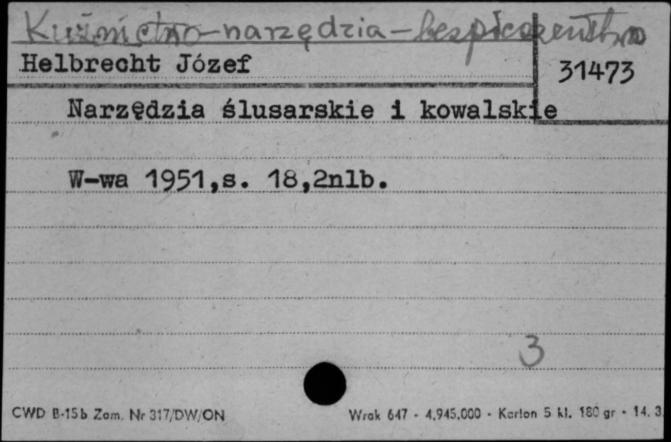 Kuźnictwo - narzędzia - bezpieczeństwo
Helbrecht Józef
31473
Narzędzia ślusarskie i kowalskie
W-wa 1951,s. 18,2nlb.
3
CWD B-15b Zam. Nr 317/DW/ON
Wrak 647 - 4.945.000 - Karton 5 kl. 180 gr - 14. 3.